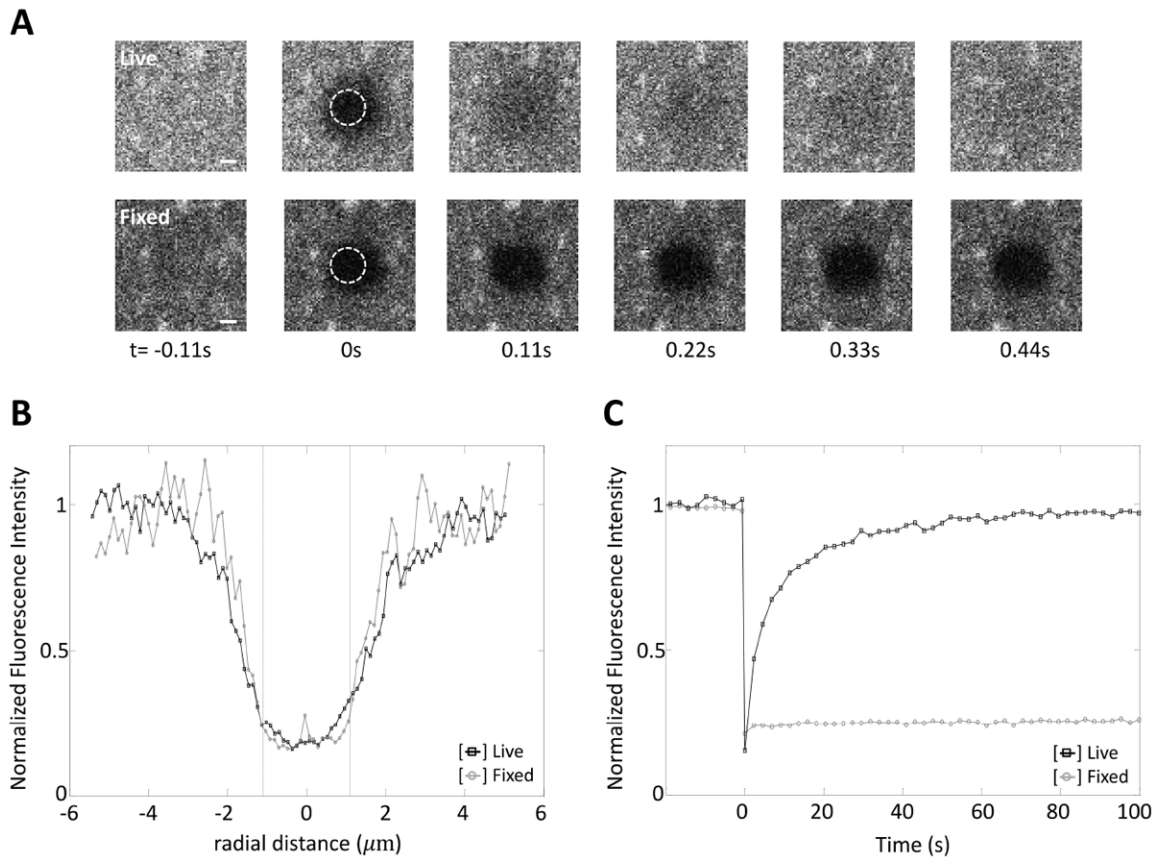 A
Live
Fixed
t= -0.11s 0s 0.11s 0.22s 0.33s 0.44s
B
Normalized Fluorescence Intensity
1
0.5
0
[ ] Live
[ ] Fixed
-6 -4 -2 0 2 4 6
radial distance (μm)
C
Normalized Fluorescence Intensity
1
0.5
0
[ ] Live
[ ] Fixed
0 20 40 60 80 100
Time (s)